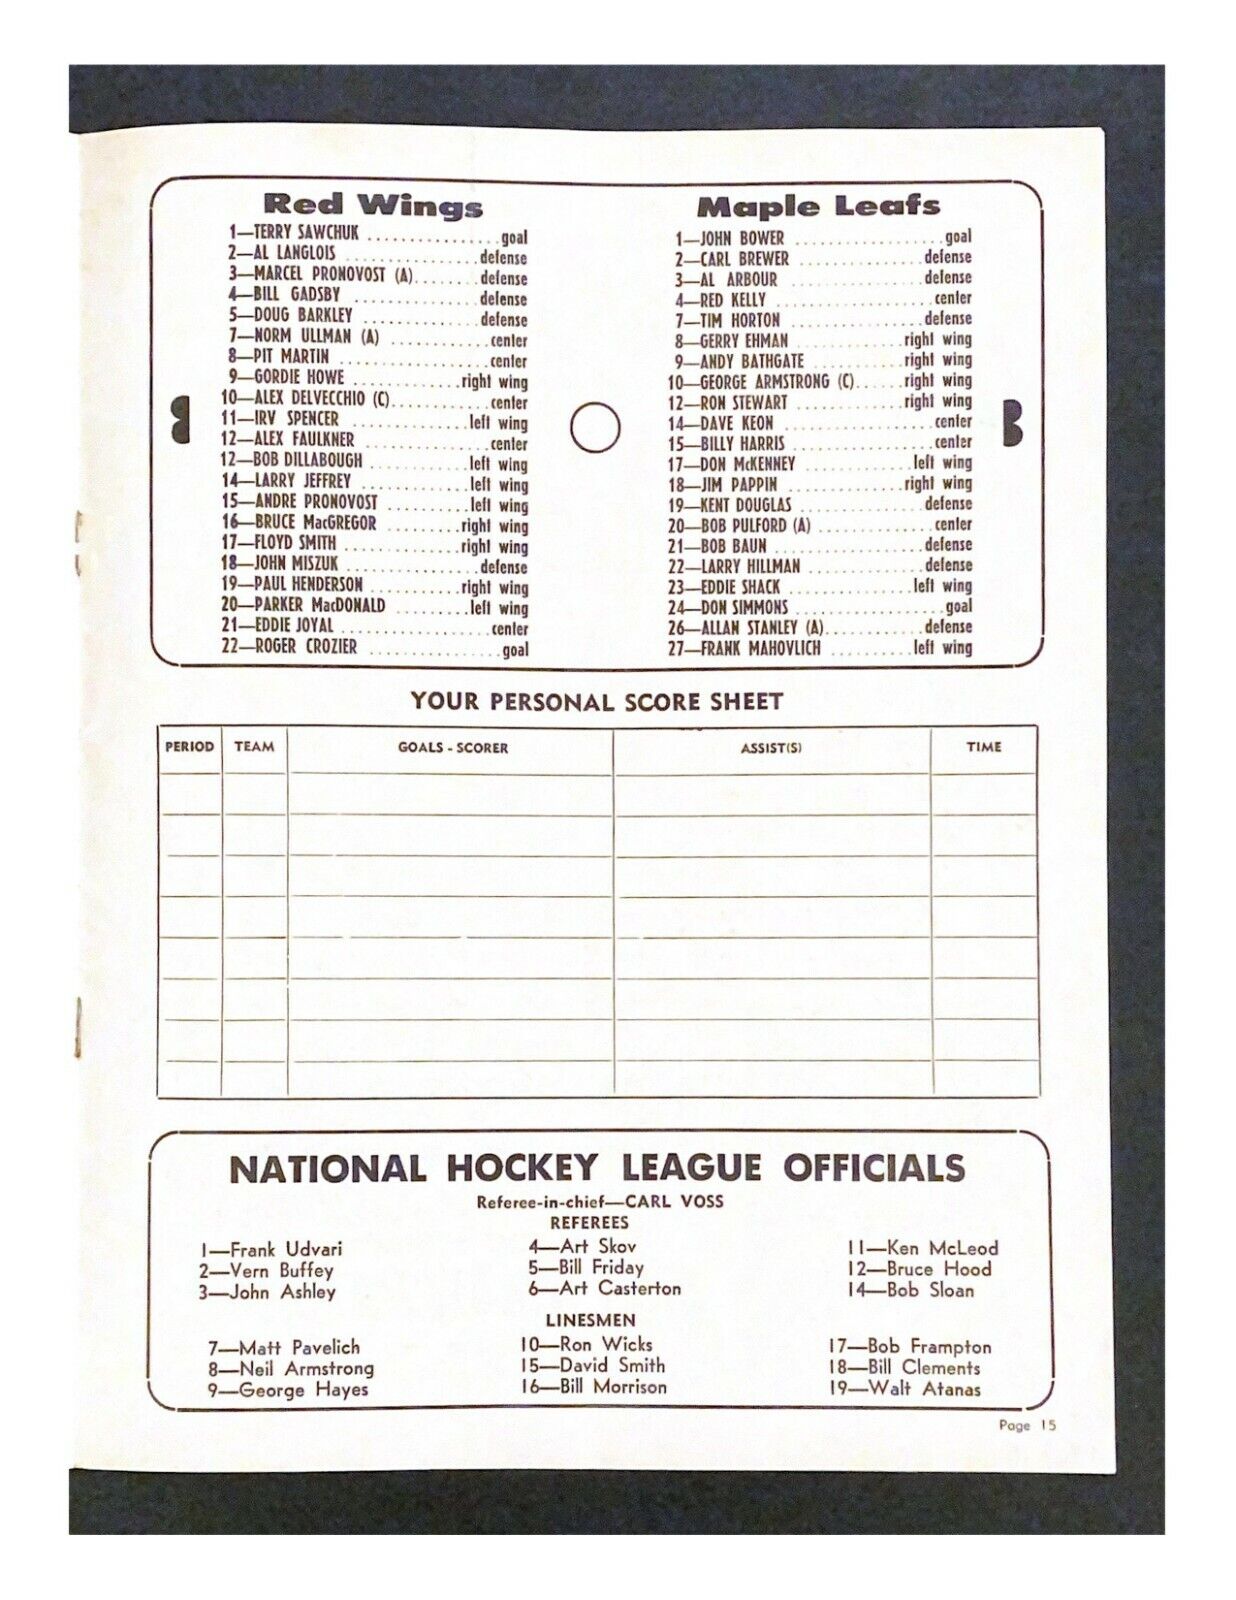 Red Wings
1—TERRY SAWCHUK ................goal
2—AL LANGLOIS ................defense
3—MARCEL PRONOVOST (A)........defense
4—BILL GADSBY ...............defense
5—DOUG BARKLEY ..............defense
7—NORM ULLMAN (A) ............center
8—PIT MARTIN ..................center
9—GORDIE HOWE .............right wing
10—ALEX DELVECCHIO (C)............center
11—IRV SPENCER ..............left wing
12—ALEX FAULKNER ................center
12—BOB DILLABOUGH ............left wing
14—LARRY JEFFREY ..............left wing
15—ANDRE PRONOVOST ...........left wing
16—BRUCE MacGREGOR .........right wing
17—FLOYD SMITH ..............right wing
18—JOHN MISZUK .................defense
19—PAUL HENDERSON ............right wing
20—PARKER MacDONALD .........left wing
21—EDDIE JOYAL ...................center
22—ROGER CROZIER ................goal
Maple Leafs
1—JOHN BOWER ..................goal
2—CARL BREWER ...............defense
3—AL ARBOUR .................defense
4—RED KELLY ...................center
7—TIM HORTON ................defense
8—GERRY EHMAN ..............right wing
9—ANDY BATHGATE ............right wing
10—GEORGE ARMSTRONG (C)......right wing
12—RON STEWART .............right wing
14—DAVE KEON ..................center
15—BILLY HARRIS .................center
17—DON McKENNEY .............left wing
18—JIM PAPPIN ..............right wing
19—KENT DOUGLAS ...............defense
20—BOB PULFORD (A) ..............center
21—BOB BAUN ..................defense
22—LARRY HILLMAN ..............defense
23—EDDIE SHACK ...............left wing
24—DON SIMMONS .................goal
26—ALLAN STANLEY (A)............defense
27—FRANK MAHOVLICH ..........left wing
YOUR PERSONAL SCORE SHEET
PERIOD TEAM GOALS - SCORER ASSIST(S) TIME
NATIONAL HOCKEY LEAGUE OFFICIALS
Referee-in-chief—CARL VOSS
REFEREES
1—Frank Udvari 4—Art Skov 11—Ken McLeod
2—Vern Buffey 5—Bill Friday 12—Bruce Hood
3—John Ashley 6—Art Casterton 14—Bob Sloan
LINESMEN
7—Matt Pavelich 10—Ron Wicks 17—Bob Frampton
8—Neil Armstrong 15—David Smith 18—Bill Clements
9—George Hayes 16—Bill Morrison 19—Walt Atanas
Page 15